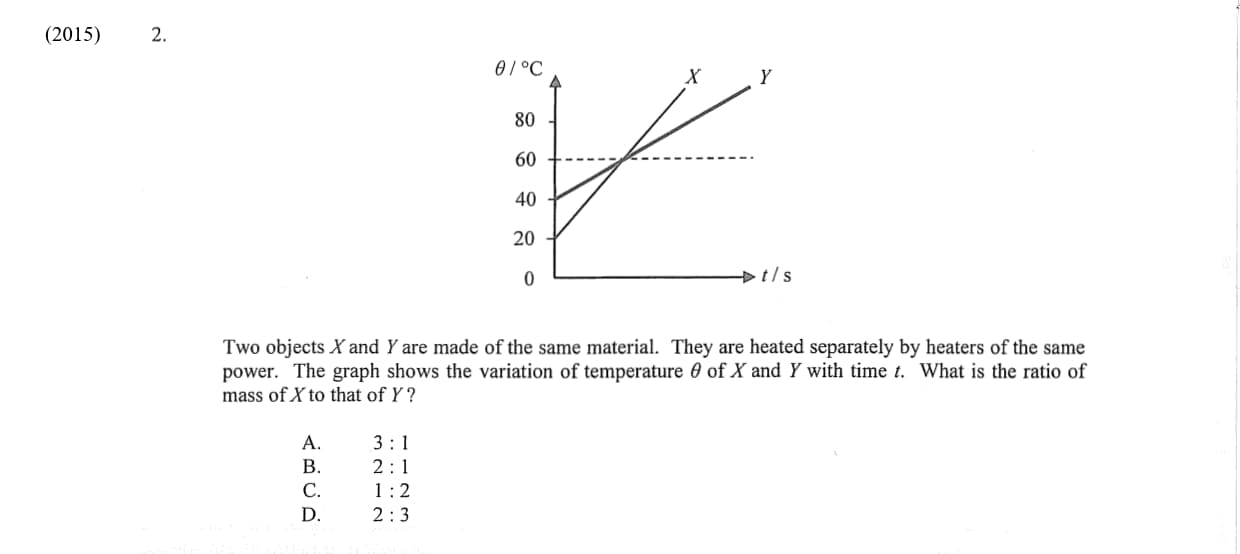 (2015) 2.
θ / °C
X Y
80
60
40
20
0
t / s
Two objects X and Y are made of the same material. They are heated separately by heaters of the same
power. The graph shows the variation of temperature θ of X and Y with time t. What is the ratio of
mass of X to that of Y ?
A. 3 : 1
B. 2 : 1
C. 1 : 2
D. 2 : 3